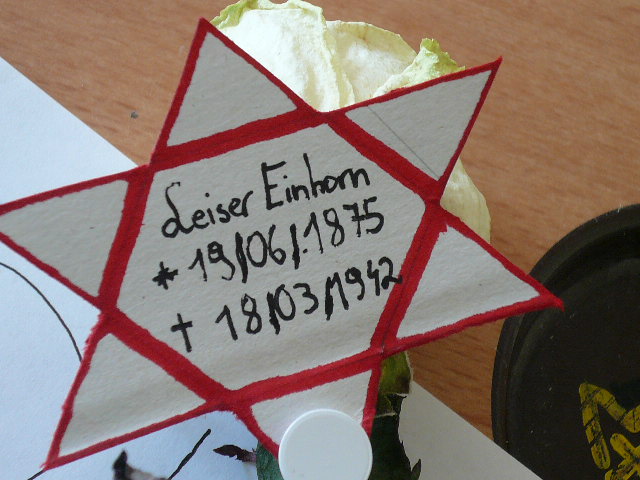 Leiser Einhorn
* 19/06/1875
† 18/03/1942